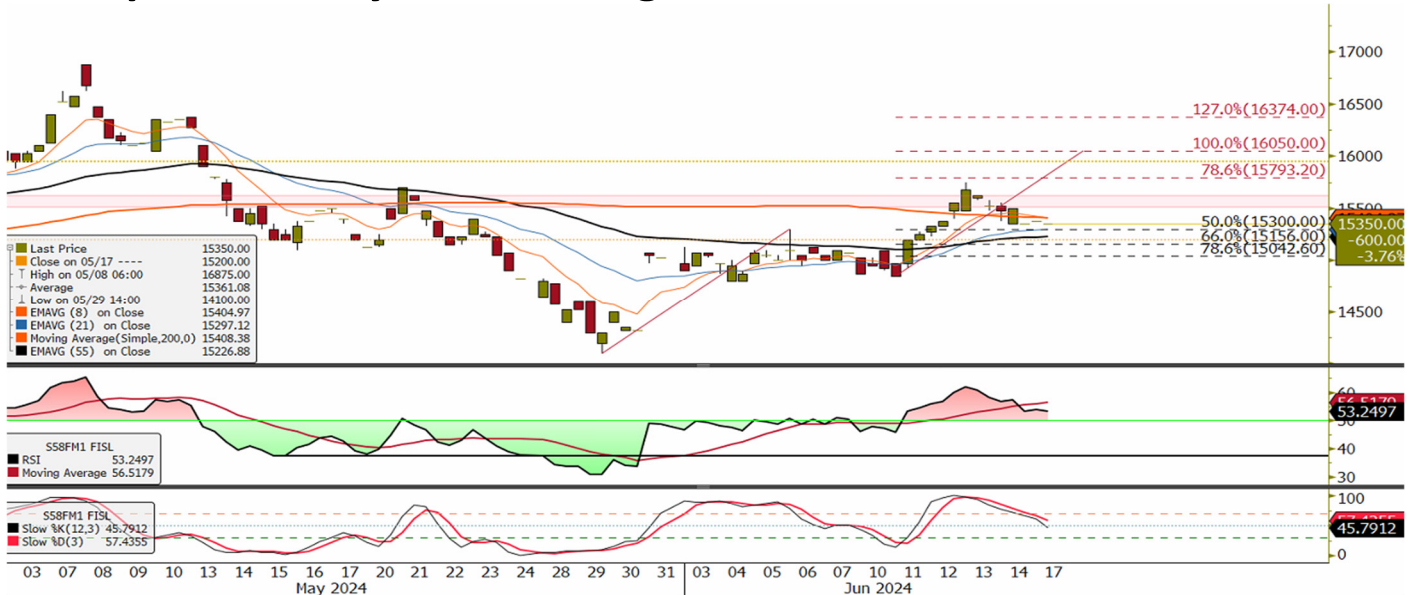 17000
16500
16000
15500
14500
127.0%(16374.00)
100.0%(16050.00)
78.6%(15793.20)
50.0%(15300.00)
66.0%(15156.00)
78.6%(15042.60)
15350.00
-600.00
-3.76%
Last Price 15350.00
Close on 05/17 ---- 15200.00
High on 05/08 06:00 16875.00
Average 15361.08
Low on 05/29 14:00 14100.00
EMAVG (8) on Close 15404.97
EMAVG (21) on Close 15297.12
Moving Average(Simple,200,0) 15408.38
EMAVG (55) on Close 15226.88
60
56.5179
53.2497
50
40
30
S58FM1 FISL
RSI 53.2497
Moving Average 56.5179
S58FM1 FISL
Slow %K(12,3) 45.7912
Slow %D(3) 57.4355
100
57.4355
45.7912
0
03 07 08 09 10 13 14 15 16 17 20 21 22 23 24 28 29 30 31 03 04 05 06 07 10 11 12 13 14 17
May 2024 Jun 2024